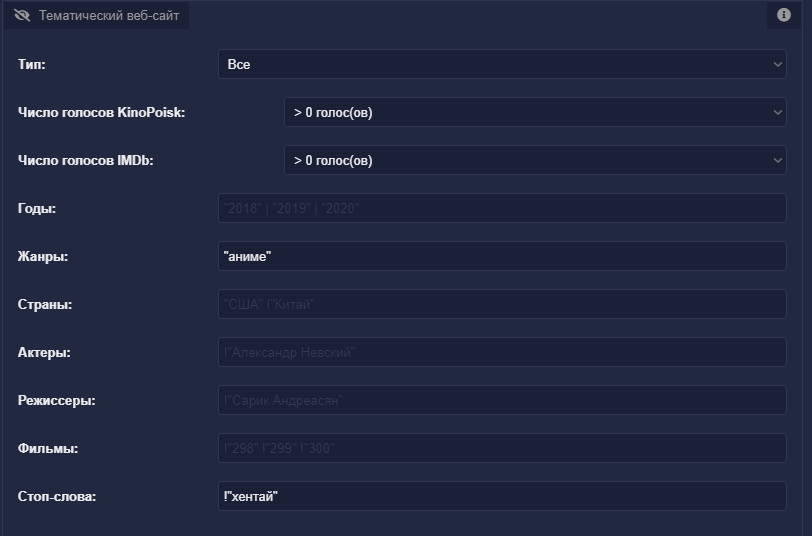 Тематический веб-сайт
Тип: Все
Число голосов KinoPoisk: > 0 голос(ов)
Число голосов IMDb: > 0 голос(ов)
Годы: "2018" | "2019" | "2020"
Жанры: "аниме"
Страны: "США" !"Китай"
Актеры: !"Александр Невский"
Режиссеры: !"Сарик Андреасян"
Фильмы: !"298" !"299" !"300"
Стоп-слова: !"хентай"